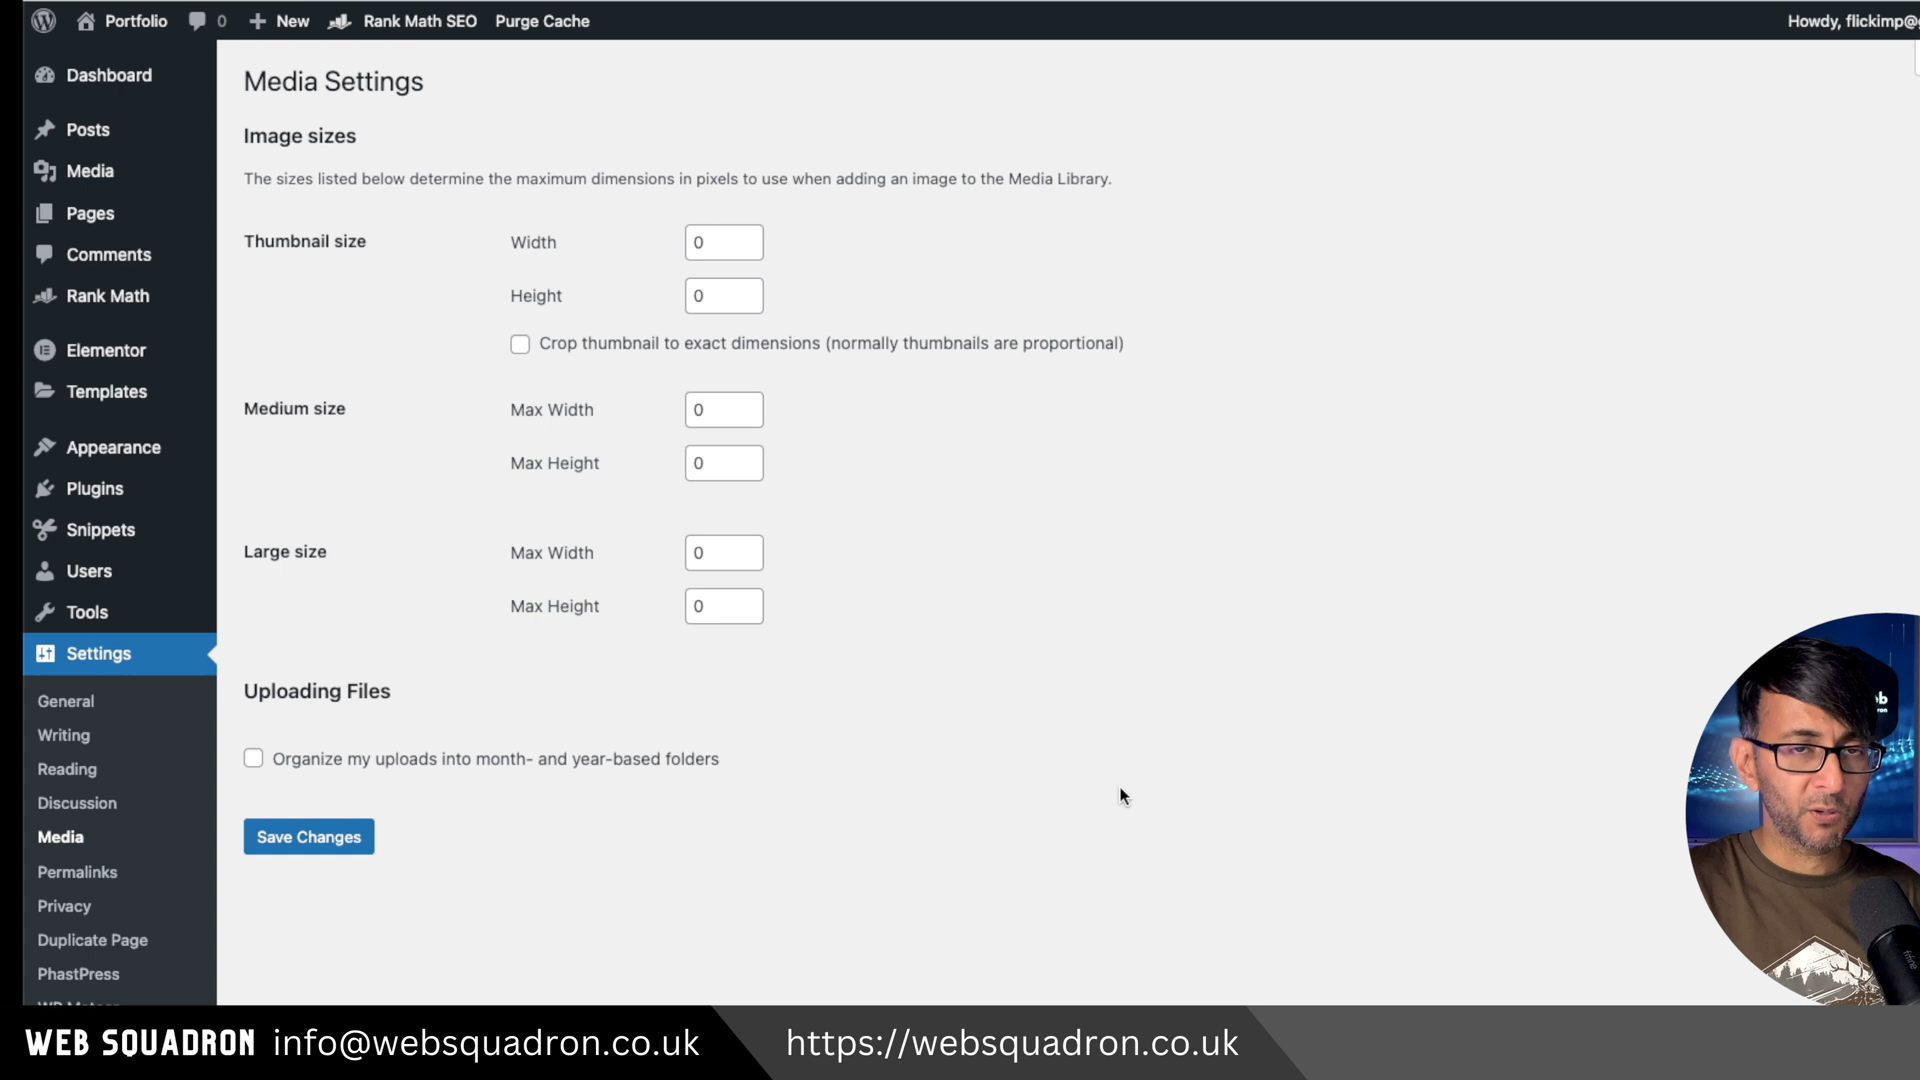 Portfolio
0
New
Rank Math SEO
Purge Cache
Howdy, flickimp@
Dashboard
Posts
Media
Pages
Comments
Rank Math
Elementor
Templates
Appearance
Plugins
Snippets
Users
Tools
Settings
General
Writing
Reading
Discussion
Media
Permalinks
Privacy
Duplicate Page
PhastPress
Media Settings
Image sizes
The sizes listed below determine the maximum dimensions in pixels to use when adding an image to the Media Library.
Thumbnail size
Width 0
Height 0
Crop thumbnail to exact dimensions (normally thumbnails are proportional)
Medium size
Max Width 0
Max Height 0
Large size
Max Width 0
Max Height 0
Uploading Files
Organize my uploads into month- and year-based folders
Save Changes
WEB SQUADRON info@websquadron.co.uk https://websquadron.co.uk